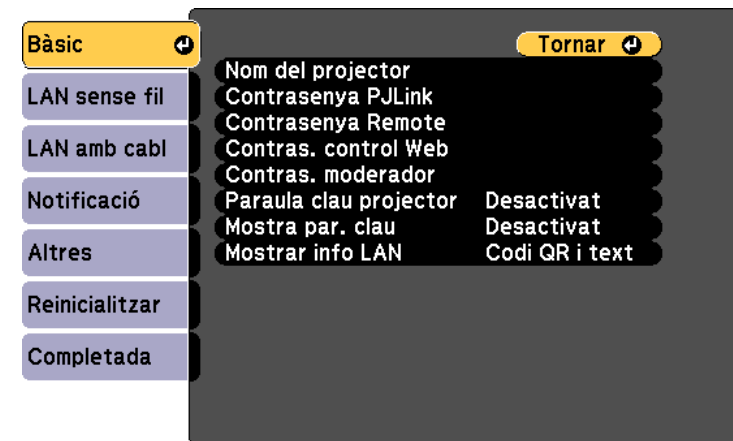 Bàsic
LAN sense fil
LAN amb cabl
Notificació
Altres
Reinicialitzar
Completada
Tornar
Nom del projector
Contrasenya PJLink
Contrasenya Remote
Contras. control Web
Contras. moderador
Paraula clau projector Desactivat
Mostra par. clau Desactivat
Mostrar info LAN Codi QR i text